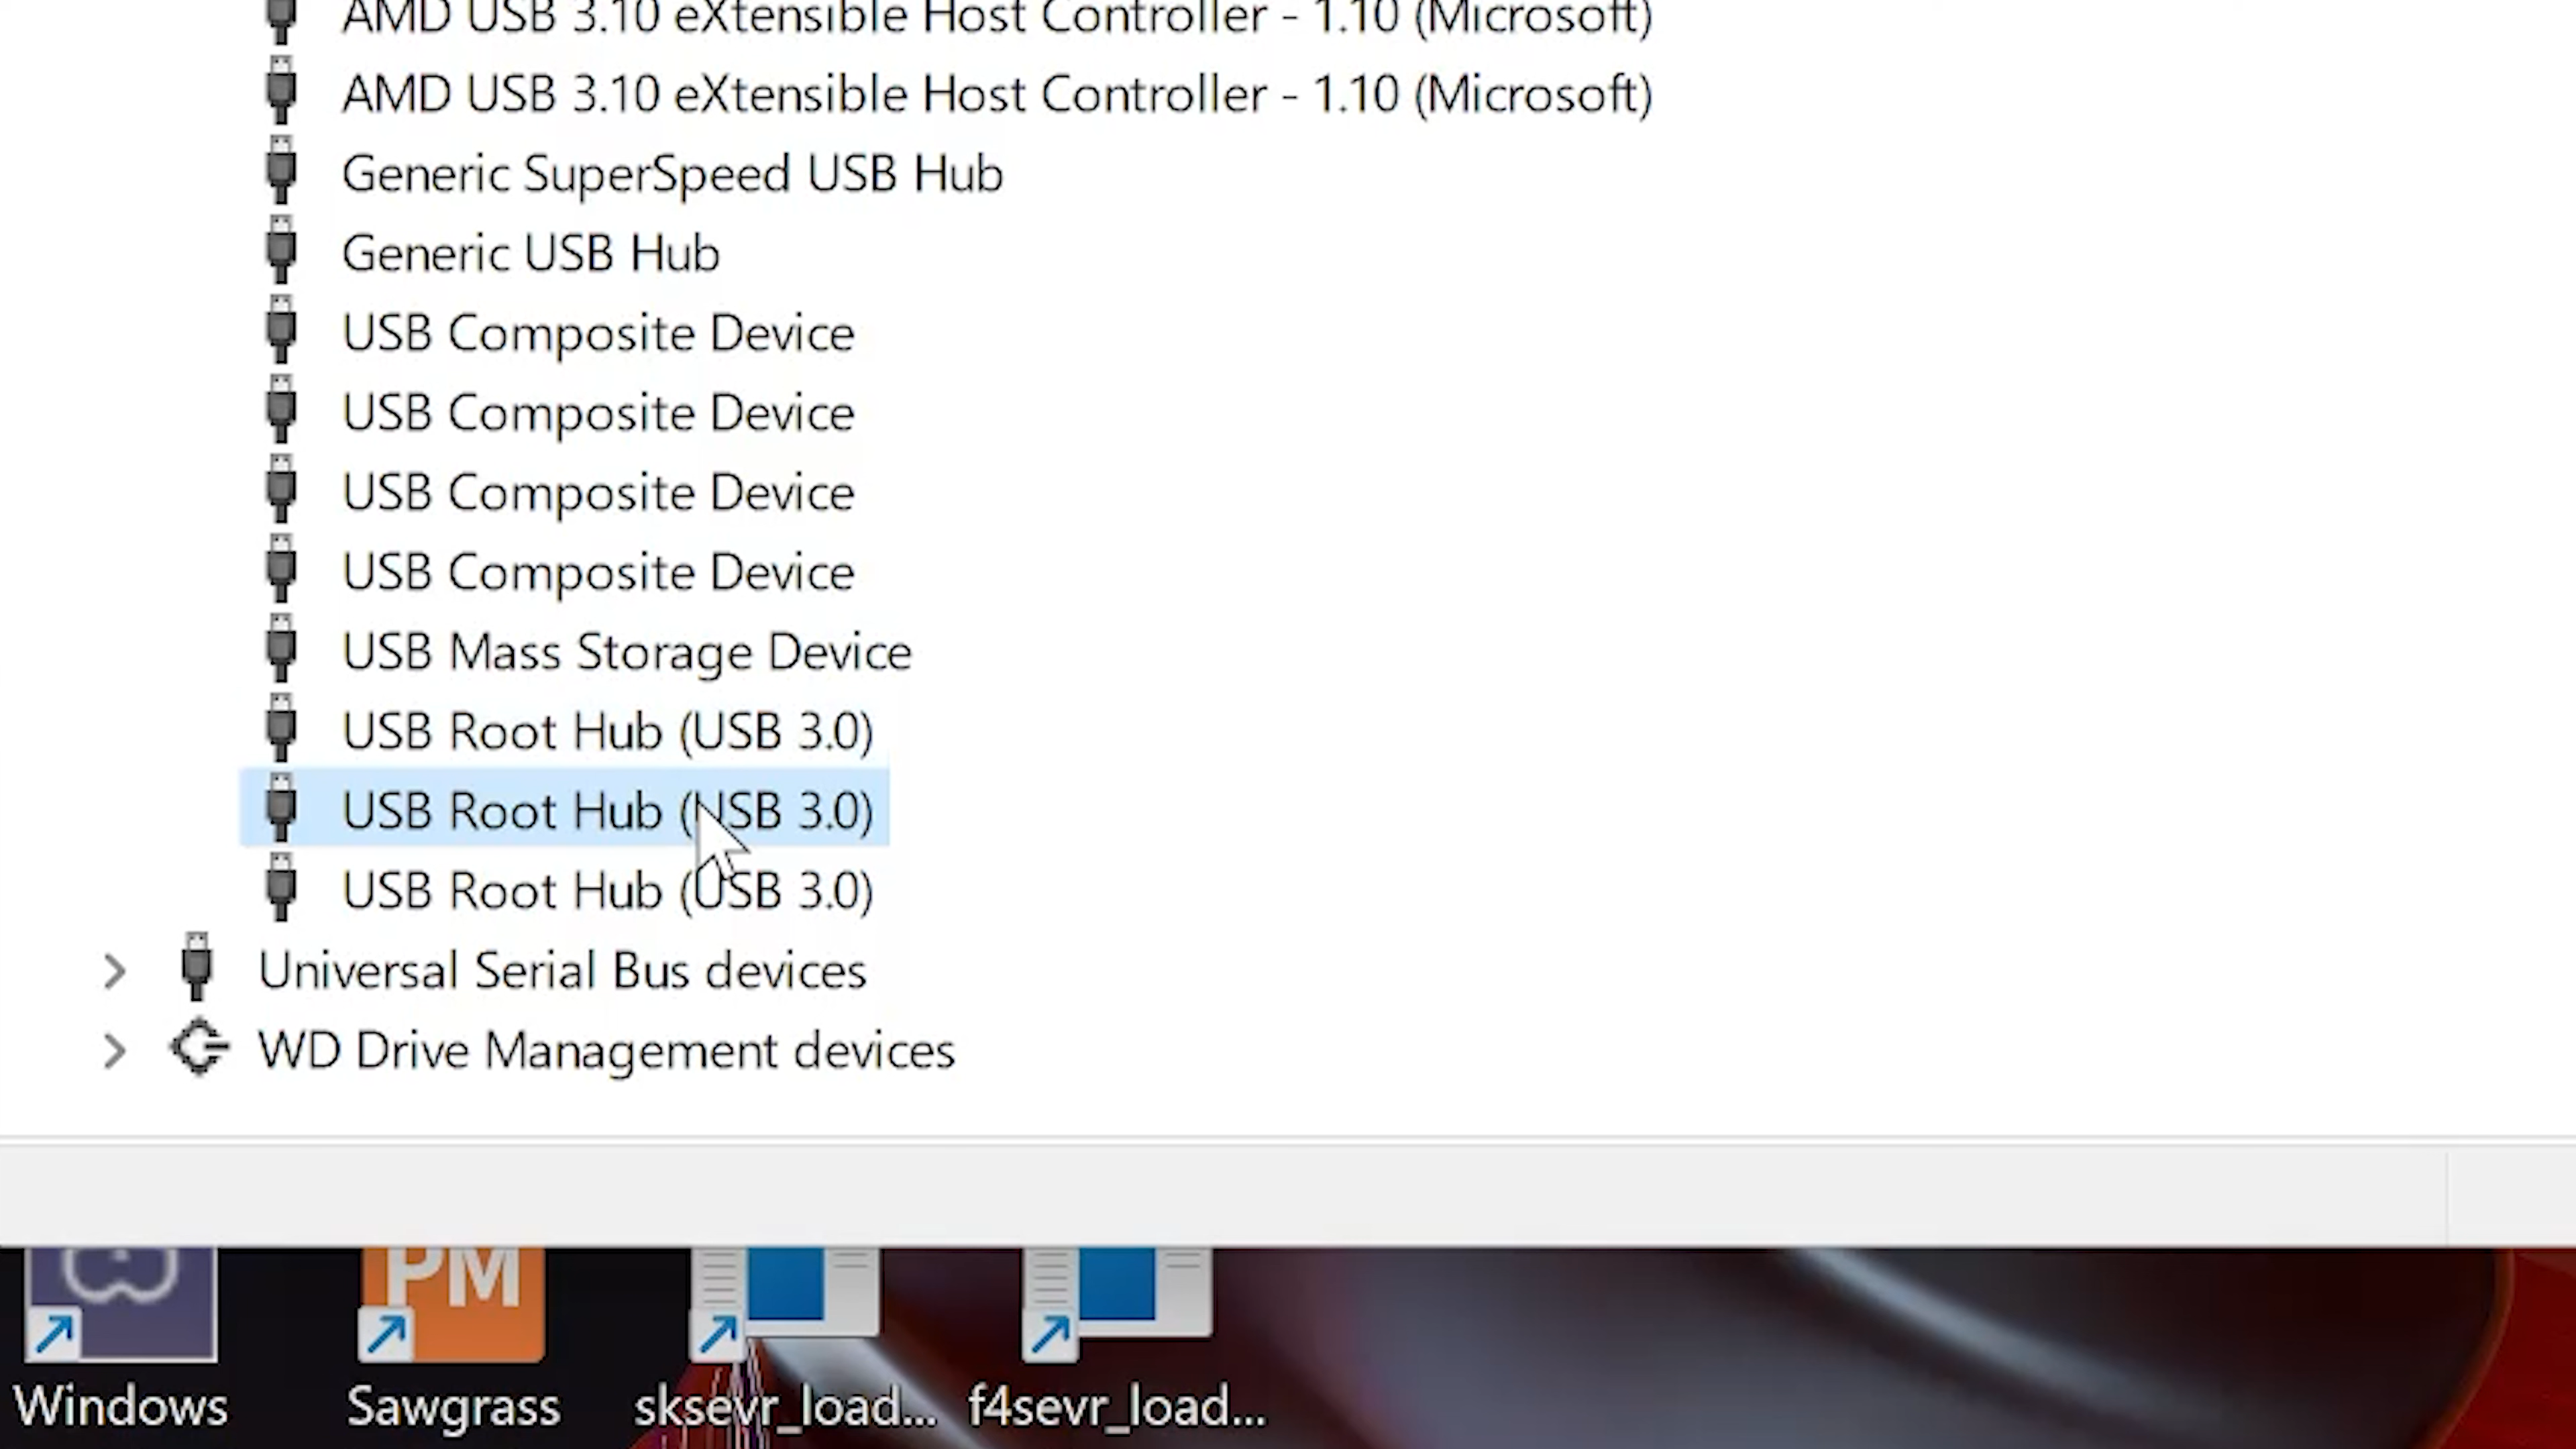 AMD USB 3.10 eXtensible Host Controller - 1.10 (Microsoft)
AMD USB 3.10 eXtensible Host Controller - 1.10 (Microsoft)
Generic SuperSpeed USB Hub
Generic USB Hub
USB Composite Device
USB Composite Device
USB Composite Device
USB Composite Device
USB Mass Storage Device
USB Root Hub (USB 3.0)
USB Root Hub (USB 3.0)
USB Root Hub (USB 3.0)
Universal Serial Bus devices
WD Drive Management devices
PM
Windows Sawgrass sksevr_load... f4sevr_load...